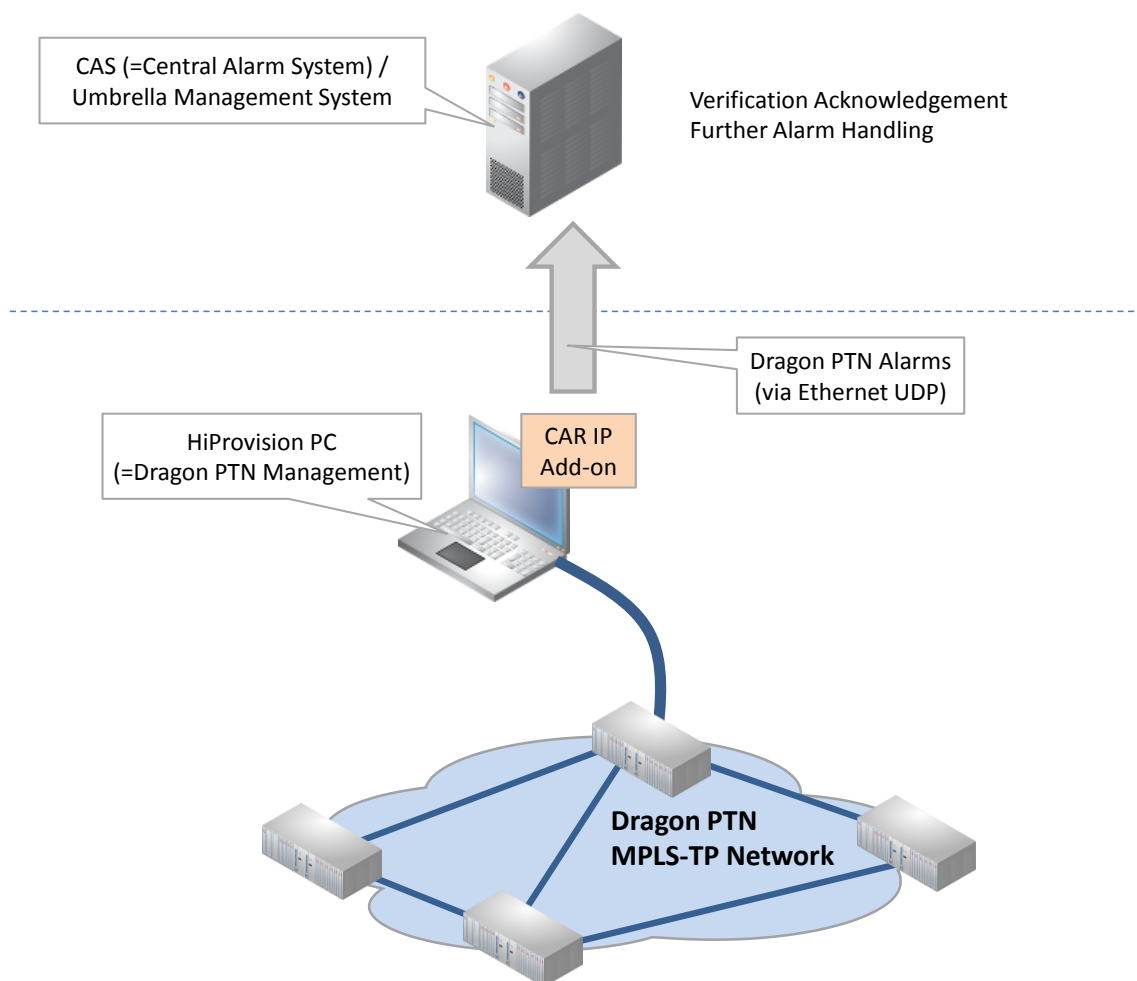 CAS (=Central Alarm System) /
Umbrella Management System
Verification Acknowledgement
Further Alarm Handling
Dragon PTN Alarms
(via Ethernet UDP)
CAR IP
Add-on
HiProvision PC
(=Dragon PTN Management)
Dragon PTN
MPLS-TP Network